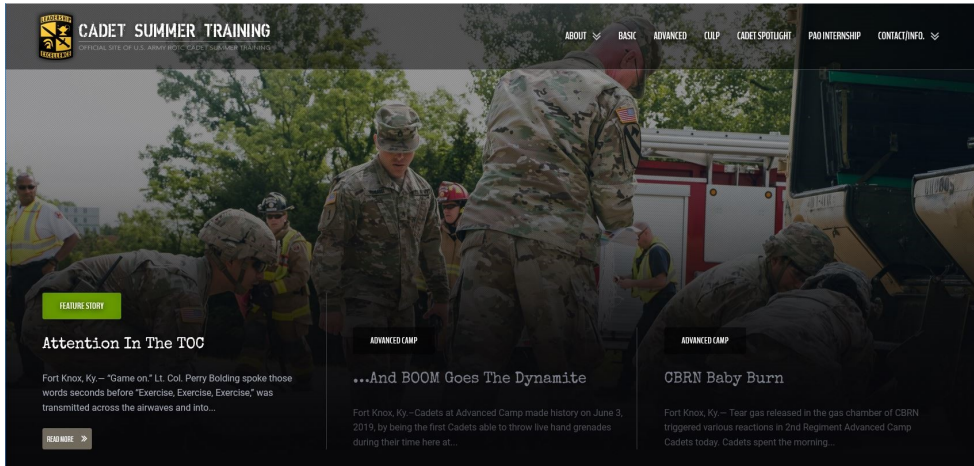 LEADERSHIP
EXCELLENCE
CADET SUMMER TRAINING
OFFICIAL SITE OF U.S. ARMY ROTC CADET SUMMER TRAINING
ABOUT
BASIC
ADVANCED
CULP
CADET SPOTLIGHT
PAO INTERNSHIP
CONTACT/INFO.
FEATURE STORY
Attention In The TOC
Fort Knox, Ky.— “Game on.” Lt. Col. Perry Bolding spoke those
words seconds before “Exercise, Exercise, Exercise,” was
transmitted across the airwaves and into...
READ MORE
ADVANCED CAMP
...And BOOM Goes The Dynamite
Fort Knox, Ky.–Cadets at Advanced Camp made history on June 3,
2019, by being the first Cadets able to throw live hand grenades
during their time here at...
ADVANCED CAMP
CBRN Baby Burn
Fort Knox, Ky.— Tear gas released in the gas chamber of CBRN
triggered various reactions in 2nd Regiment Advanced Camp
Cadets today. Cadets spent the morning...